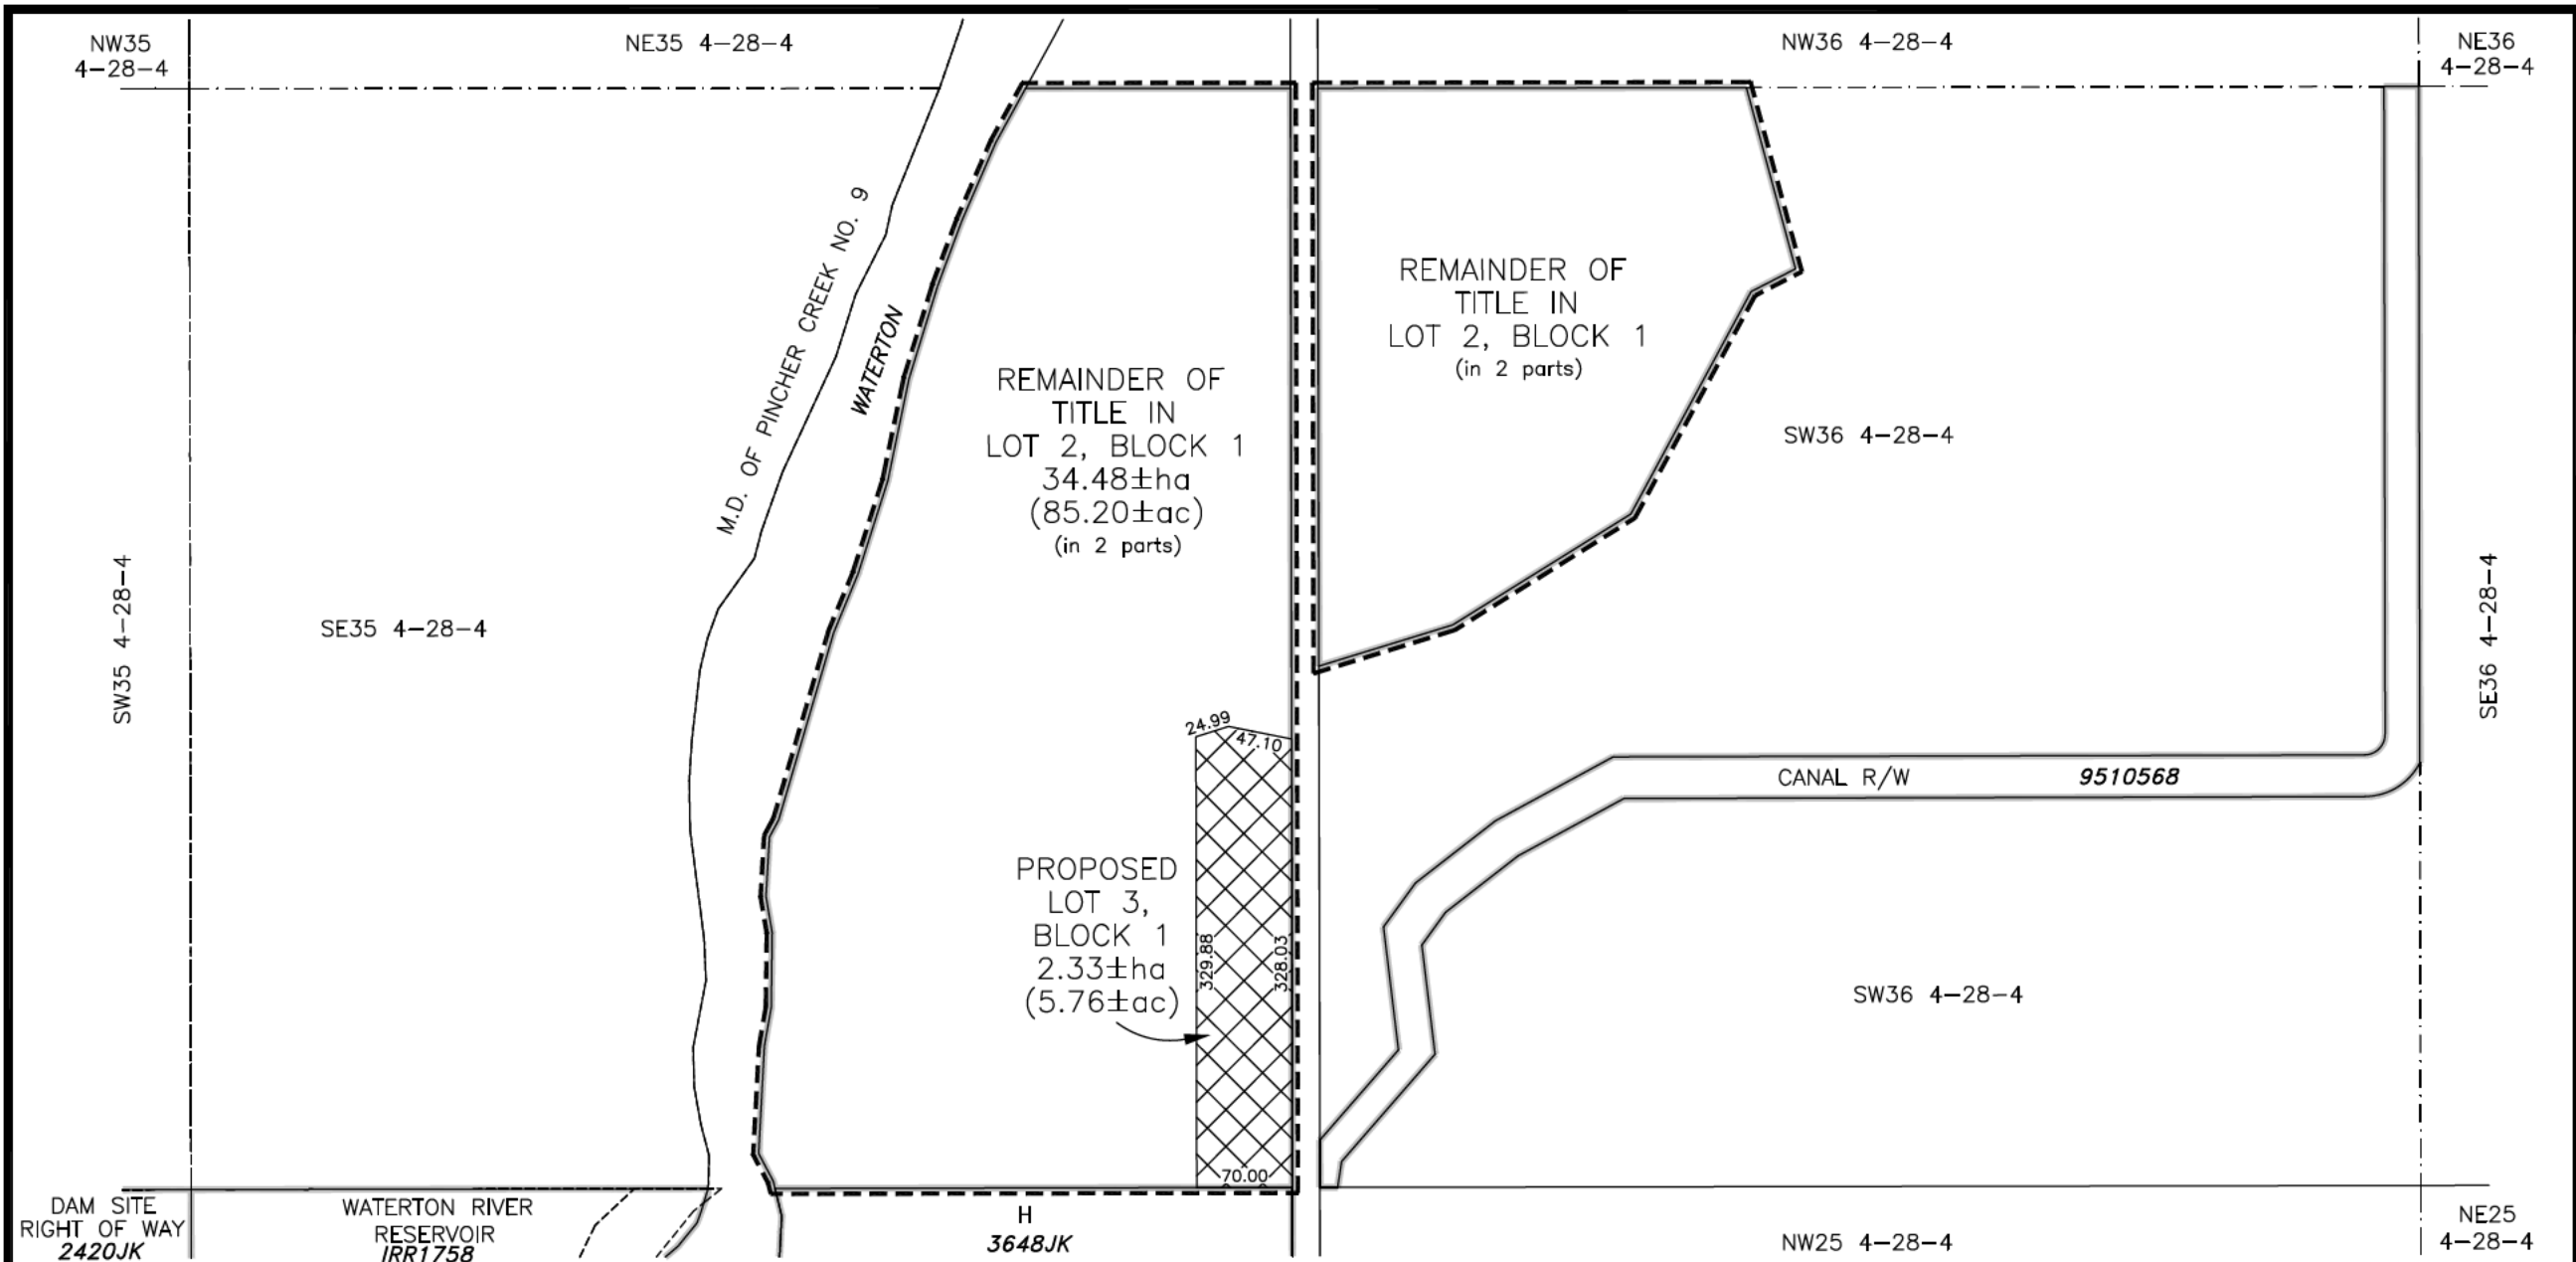 NW35
4-28-4
NE35 4-28-4
NW36 4-28-4
NE36
4-28-4
M.D. OF PINCHER CREEK NO. 9
WATERTON
REMAINDER OF
TITLE IN
LOT 2, BLOCK 1
34.48±ha
(85.20±ac)
(in 2 parts)
REMAINDER OF
TITLE IN
LOT 2, BLOCK 1
(in 2 parts)
SW36 4-28-4
SW35 4-28-4
SE35 4-28-4
SE36 4-28-4
24.99
47.10
CANAL R/W 9510568
PROPOSED
LOT 3,
BLOCK 1
2.33±ha
(5.76±ac)
329.88
328.03
70.00
SW36 4-28-4
DAM SITE
RIGHT OF WAY
2420JK
WATERTON RIVER
RESERVOIR
IRR1758
H
3648JK
NW25 4-28-4
NE25
4-28-4